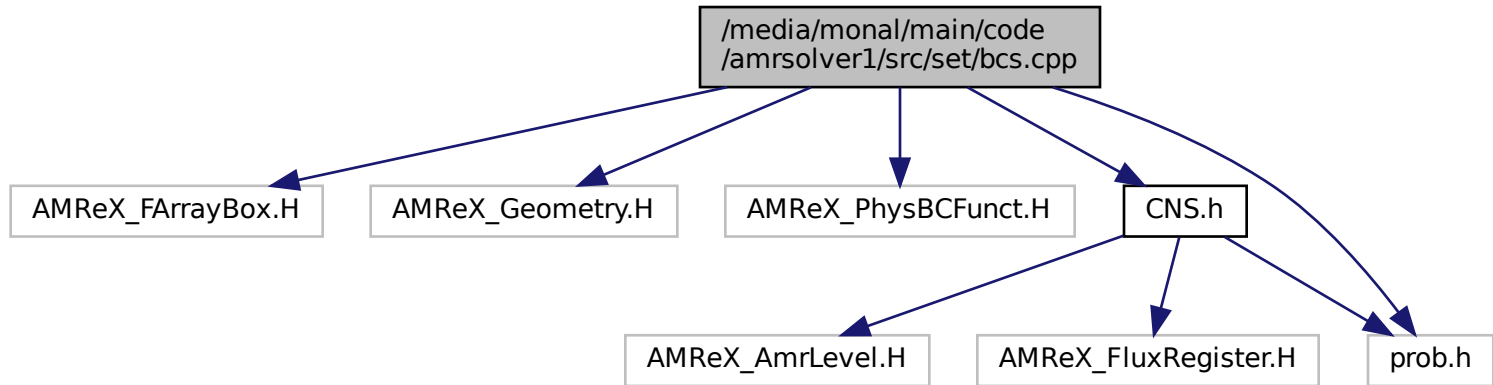 /media/monal/main/code
/amrsolver1/src/set/bcs.cpp
AMReX_FArrayBox.H
AMReX_Geometry.H
AMReX_PhysBCFunct.H
CNS.h
AMReX_AmrLevel.H
AMReX_FluxRegister.H
prob.h